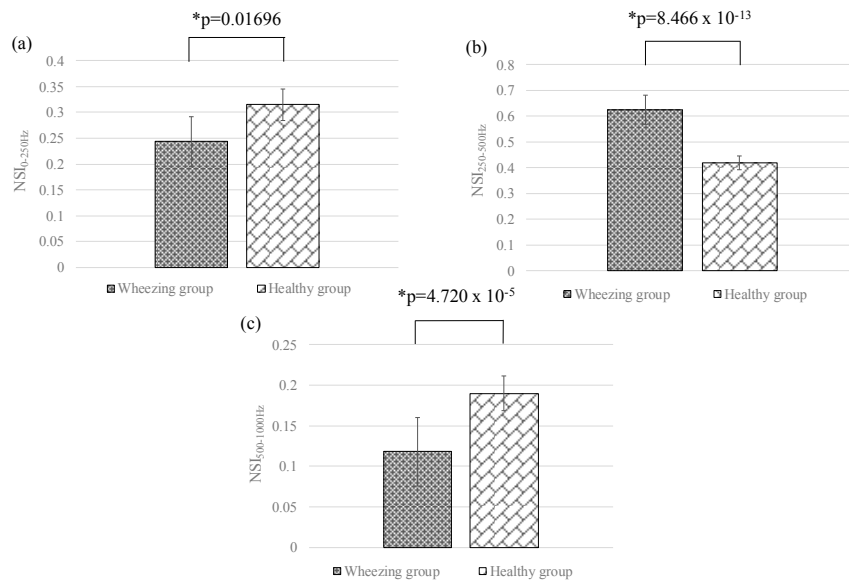 *p=0.01696
(a)
0.4
0.35
0.3
0.25
0.2
0.15
0.1
0.05
0
NSI0-250Hz
Wheezing group Healthy group
*p=8.466 x 10-13
(b)
0.8
0.7
0.6
0.5
0.4
0.3
0.2
0.1
0
NSI250-500Hz
Wheezing group Healthy group
*p=4.720 x 10-5
(c)
0.25
0.2
0.15
0.1
0.05
0
NSI500-1000Hz
Wheezing group Healthy group